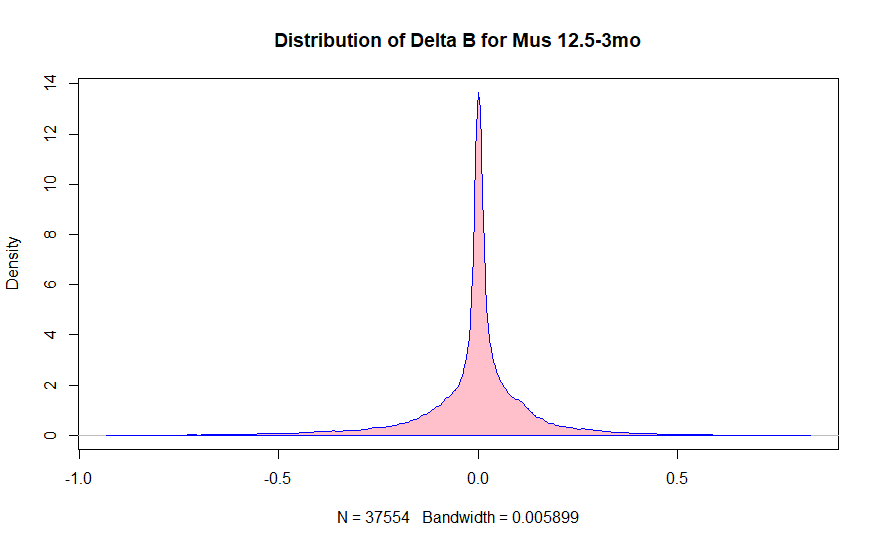 Distribution of Delta B for Mus 12.5-3mo
Density
14
12
10
8
6
4
2
0
-1.0 -0.5 0.0 0.5
N = 37554 Bandwidth = 0.005899